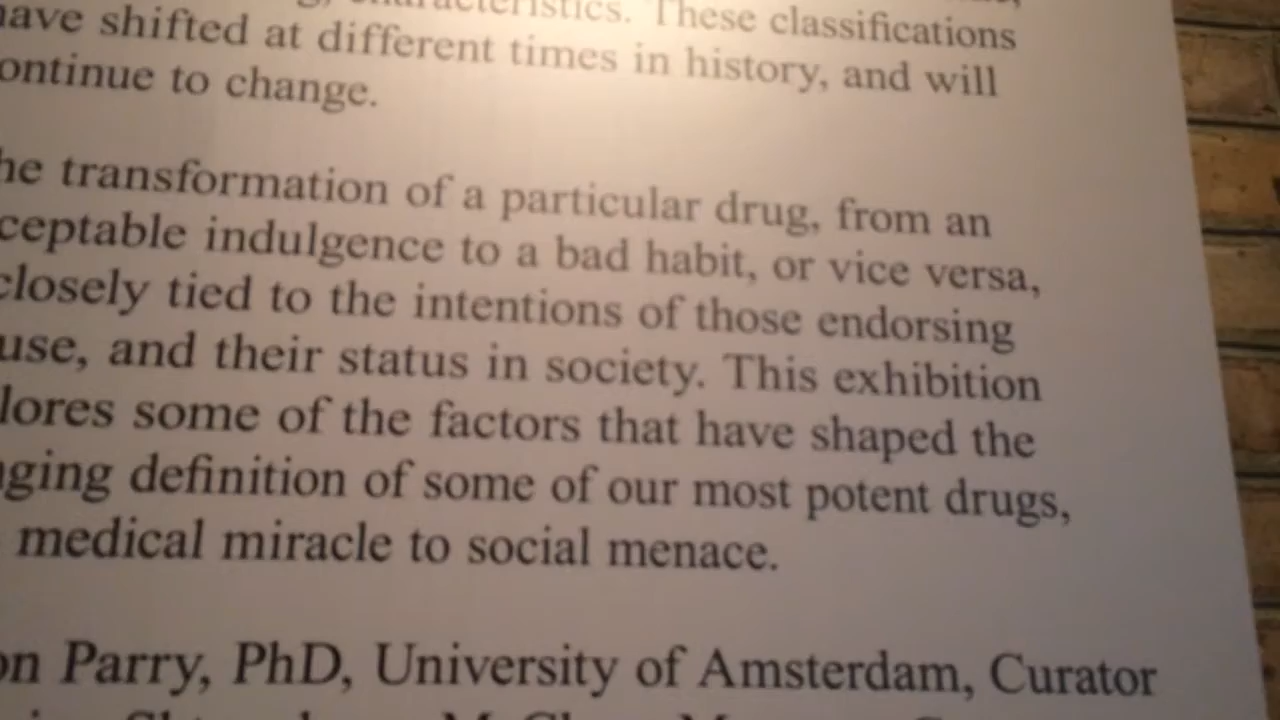 characteristics. These classifications
have shifted at different times in history, and will
continue to change.
he transformation of a particular drug, from an
ceptable indulgence to a bad habit, or vice versa,
closely tied to the intentions of those endorsing
use, and their status in society. This exhibition
lores some of the factors that have shaped the
ging definition of some of our most potent drugs,
medical miracle to social menace.
on Parry, PhD, University of Amsterdam, Curator